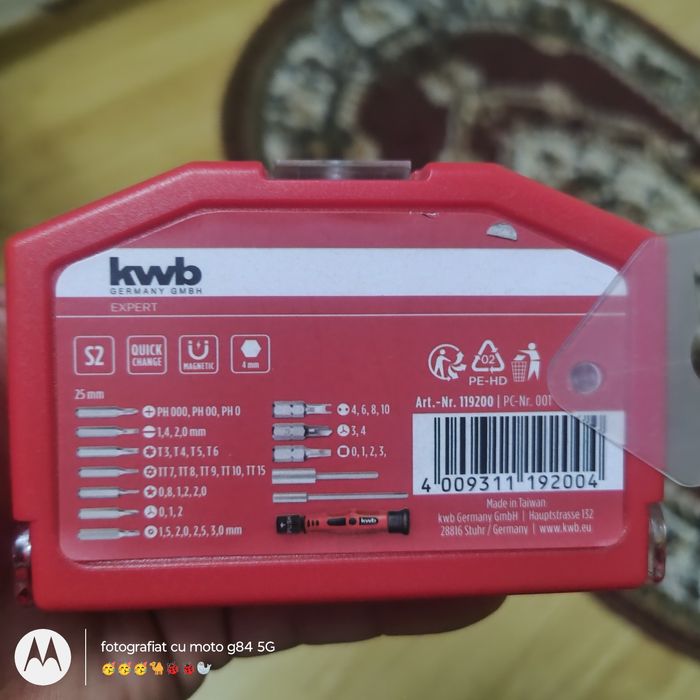 kwb
GERMANY GMBH
EXPERT
S2
QUICK CHANGE
MAGNETIC
4 mm
25 mm
PH 000, PH 00, PH 0
1,4, 2,0 mm
T3, T4, T5, T6
TT 7, TT 8, TT 9, TT 10, TT 15
0,8, 1,2, 2,0
0, 1, 2
1,5, 2,0, 2,5, 3,0 mm
4, 6, 8, 10
3, 4
0, 1, 2, 3,
kwb
02
PE-HD
Art.-Nr. 119200 | PC-Nr. 001
4 009311 192004
Made in Taiwan
kwb Germany GmbH | Hauptstrasse 132
28816 Stuhr / Germany | www.kwb.eu
fotografiat cu moto g84 5G